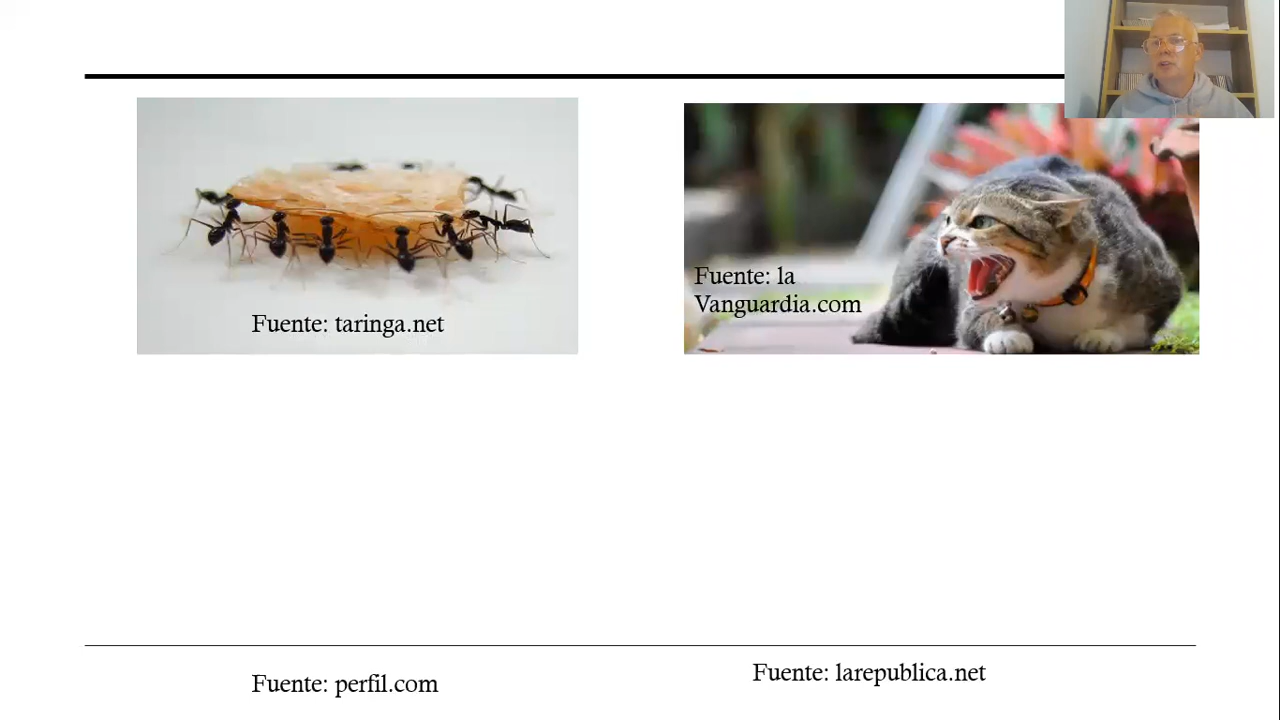 Fuente: la
Vanguardia.com
Fuente: taringa.net
Fuente: perfil.com
Fuente: larepublica.net